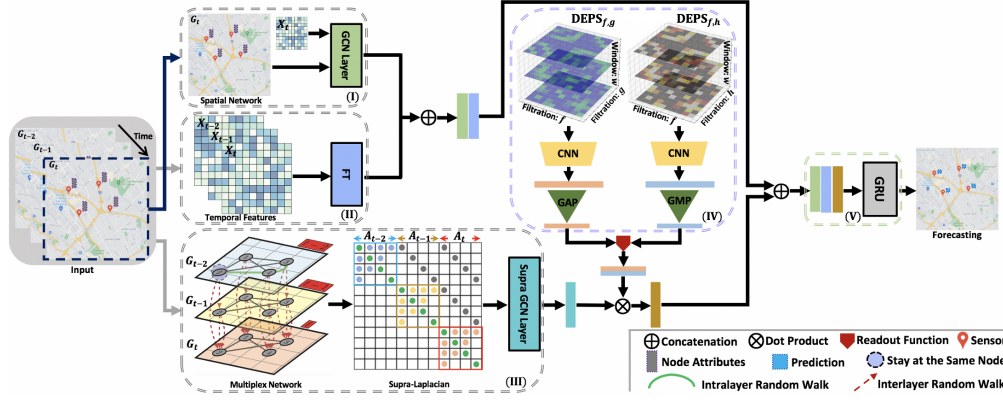 G_t
X_t
GCN Layer
Spatial Network
(I)
G_{t-2}
G_{t-1}
G_t
Time
Input
X_{t-2}
X_{t-1}
X_t
FT
Temporal Features
(II)
G_{t-2}
G_{t-1}
G_t
Multiplex Network
A_{t-2}
A_{t-1}
A_t
Supra-Laplacian
Supra GCN Layer
(III)
DEPS_{f,g}
DEPS_{f,h}
Window: w
Window: w
Filtration: f
Filtration: g
Filtration: f
Filtration: h
CNN
CNN
GAP
GMP
(IV)
GRU
(V)
Forecasting
Concatenation
Dot Product
Readout Function
Sensor
Node Attributes
Prediction
Stay at the Same Node
Intralayer Random Walk
Interlayer Random Walk